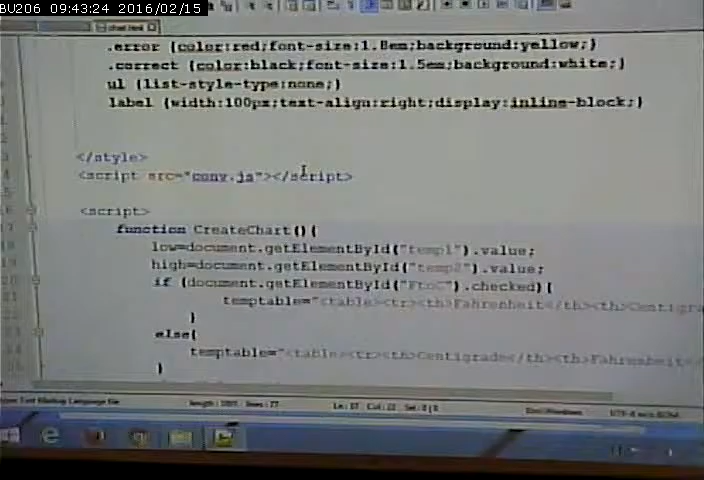 BU206 09:43:24 2016/02/15
.error {color:red;font-size:1.8em;background:yellow;}
.correct {color:black;font-size:1.5em;background:white;}
ul {list-style-type:none;}
label {width:100px;text-align:right;display:inline-block;}
</style>
<script src="conv.js"></script>
<script>
function CreateChart(){
low=document.getElementById("temp1").value;
high=document.getElementById("temp2").value;
if (document.getElementById("FtoC").checked){
temptable="<table><tr><th>Fahrenheit</th><th>Centigra
}
else{
temptable="<table><tr><th>Centigrade</th><th>Fahrenheit<
}